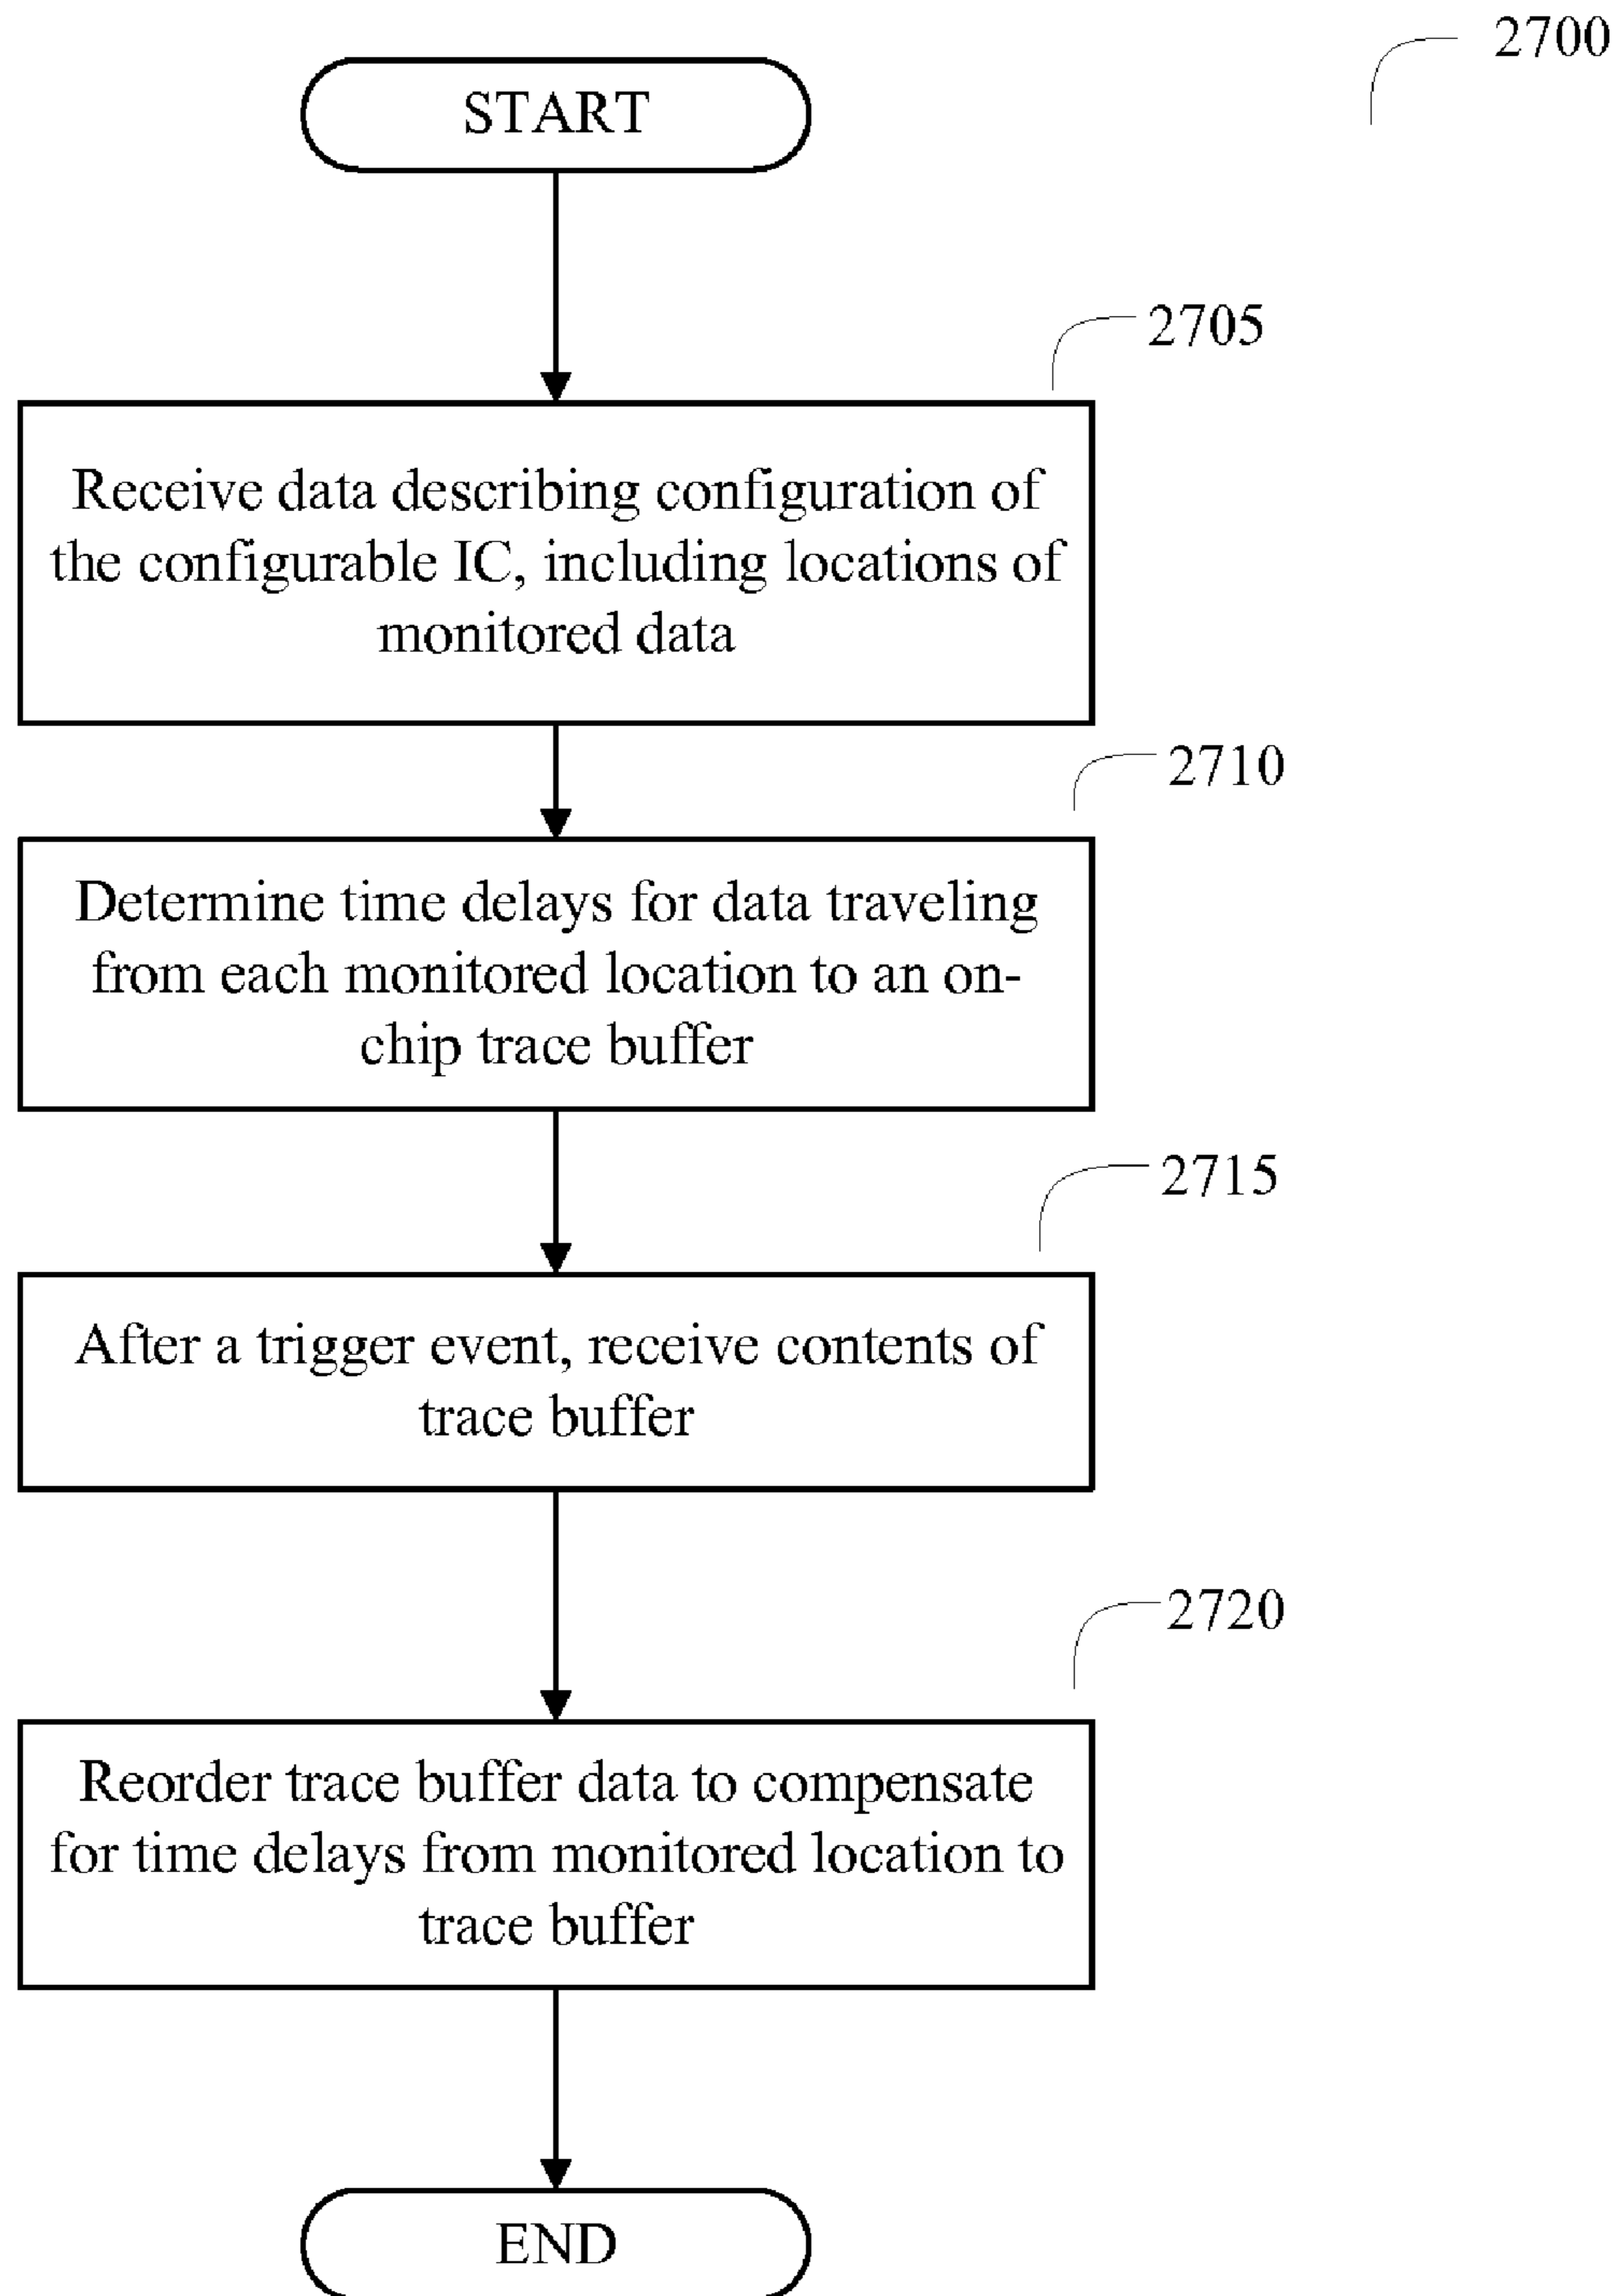 2700
START
2705
Receive data describing configuration of
the configurable IC, including locations of
monitored data
2710
Determine time delays for data traveling
from each monitored location to an on-
chip trace buffer
2715
After a trigger event, receive contents of
trace buffer
2720
Reorder trace buffer data to compensate
for time delays from monitored location to
trace buffer
END